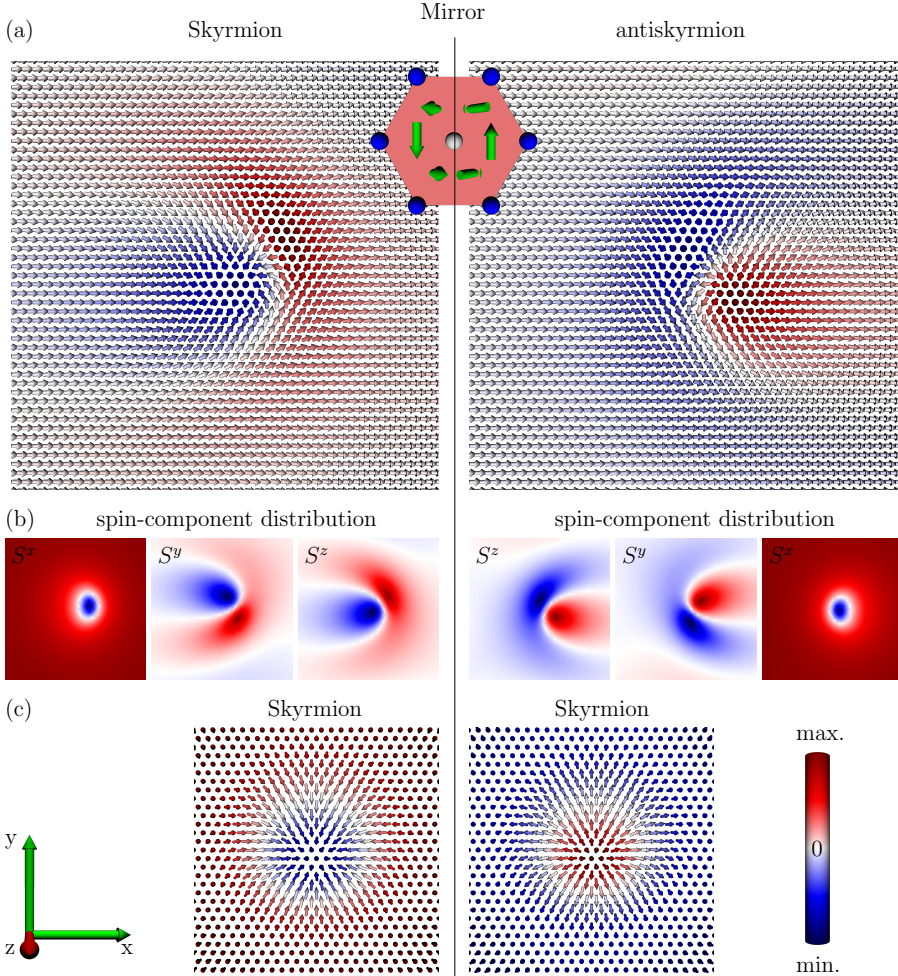 Mirror
(a)
Skyrmion
antiskyrmion
(b)
spin-component distribution
spin-component distribution
S^x
S^y
S^z
S^z
S^y
S^x
(c)
Skyrmion
Skyrmion
max.
0
min.
y
z
x